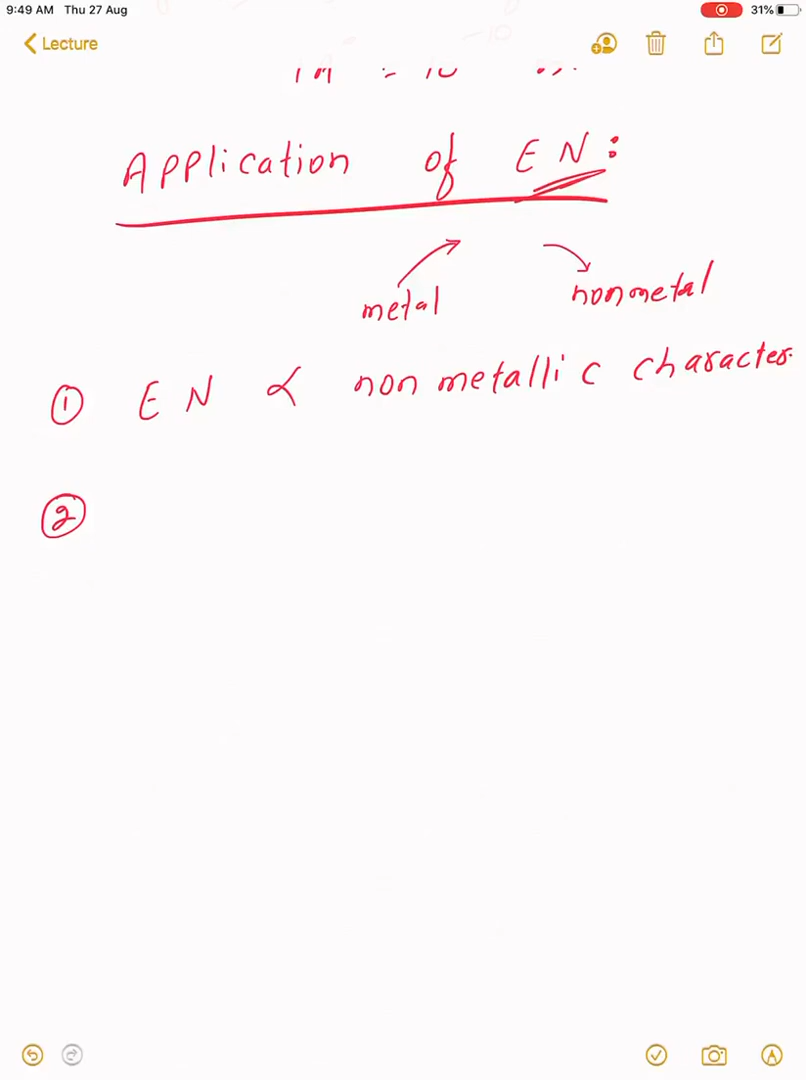 9:49 AM Thu 27 Aug
31%
Lecture
Application of EN:
metal
nonmetal
① EN ∝ non metallic character.
②